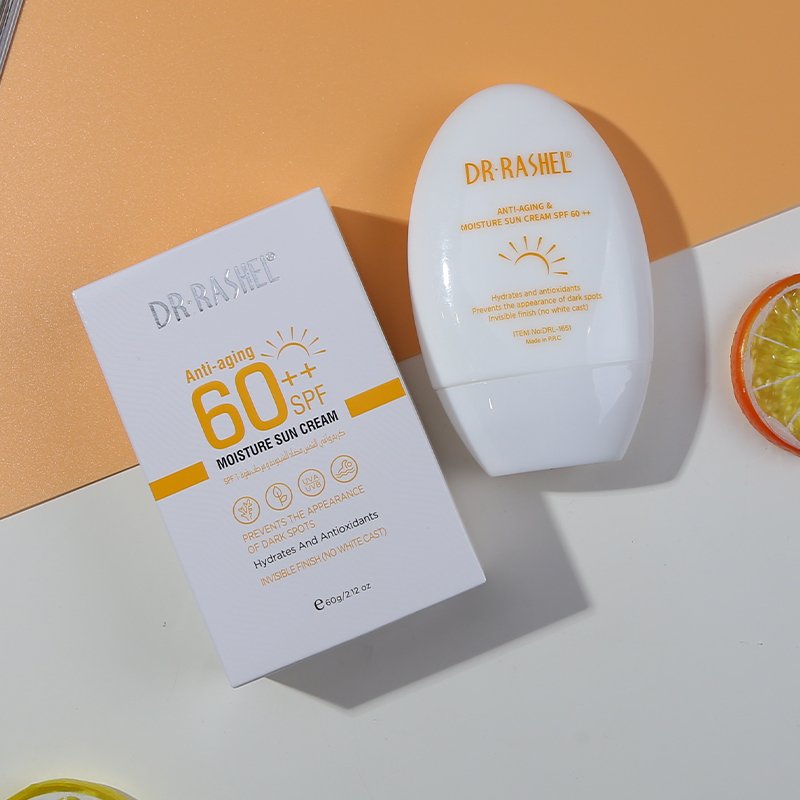 DR·RASHEL®
Anti-aging
60++
SPF
MOISTURE SUN CREAM
UVA
UVB
PREVENTS THE APPEARANCE
OF DARK SPOTS
Hydrates And Antioxidants
INVISIBLE FINISH (NO WHITE CAST)
e 60g/2.12 oz
DR·RASHEL®
ANTI-AGING &
MOISTURE SUN CREAM SPF 60 ++
Hydrates and antioxidants
Prevents the appearance of dark spots
Invisible finish (no white cast)
ITEM No:DRL-1651
Made in P.R.C